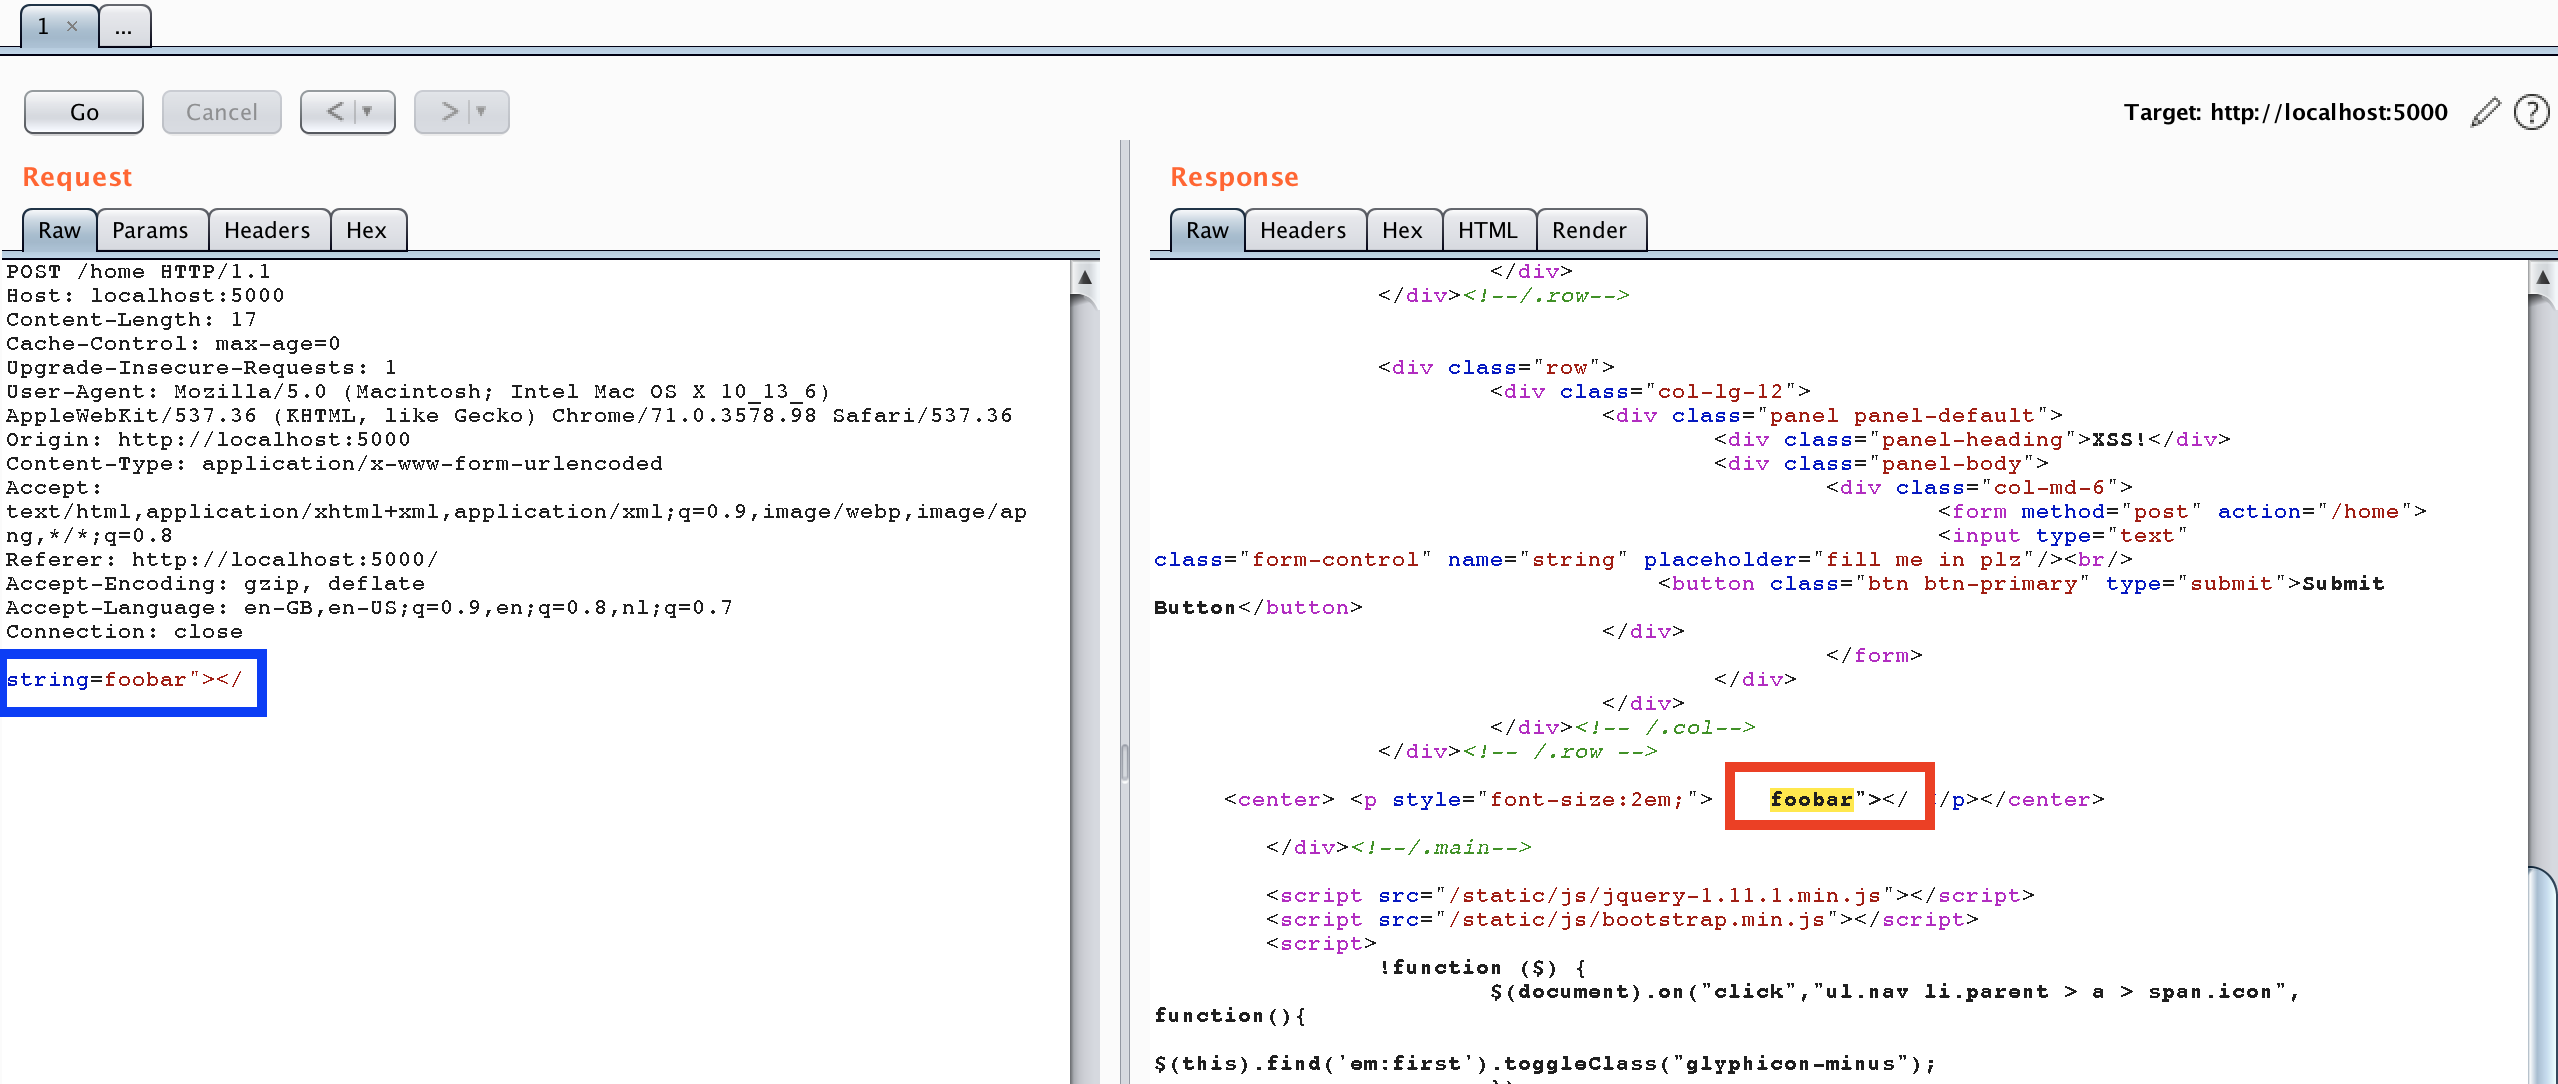 1 × ...
Go Cancel < >
Target: http://localhost:5000 ?
Request
Raw Params Headers Hex
POST /home HTTP/1.1
Host: localhost:5000
Content-Length: 17
Cache-Control: max-age=0
Upgrade-Insecure-Requests: 1
User-Agent: Mozilla/5.0 (Macintosh; Intel Mac OS X 10_13_6)
AppleWebKit/537.36 (KHTML, like Gecko) Chrome/71.0.3578.98 Safari/537.36
Origin: http://localhost:5000
Content-Type: application/x-www-form-urlencoded
Accept:
text/html,application/xhtml+xml,application/xml;q=0.9,image/webp,image/ap
ng,*/*;q=0.8
Referer: http://localhost:5000/
Accept-Encoding: gzip, deflate
Accept-Language: en-GB,en-US;q=0.9,en;q=0.8,nl;q=0.7
Connection: close
string=foobar"></
Response
Raw Headers Hex HTML Render
</div>
</div><!--/.row-->
<div class="row">
<div class="col-lg-12">
<div class="panel panel-default">
<div class="panel-heading">XSS!</div>
<div class="panel-body">
<div class="col-md-6">
<form method="post" action="/home">
<input type="text"
class="form-control" name="string" placeholder="fill me in plz"/><br/>
<button class="btn btn-primary" type="submit">Submit
Button</button>
</div>
</form>
</div>
</div>
</div><!-- /.col-->
</div><!-- /.row -->
<center> <p style="font-size:2em;"> foobar"></ /p></center>
</div><!--/.main-->
<script src="/static/js/jquery-1.11.1.min.js"></script>
<script src="/static/js/bootstrap.min.js"></script>
<script>
!function ($) {
$(document).on("click","ul.nav li.parent > a > span.icon",
function(){
$(this).find('em:first').toggleClass("glyphicon-minus");